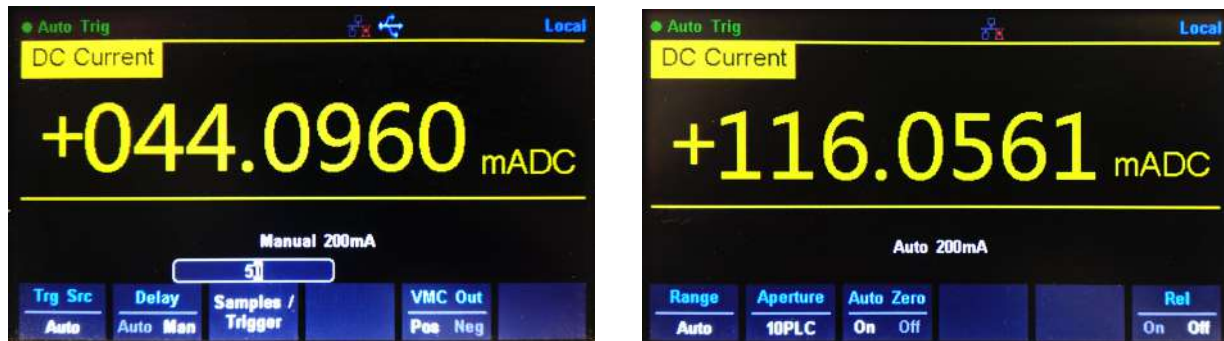 Auto Trig
Local
DC Current
+044.0960 mADC
Manual 200mA
Trg Src
Delay
Samples / Trigger
VMC Out
Auto
Auto Man
Pos Neg
Auto Trig
Local
DC Current
+116.0561 mADC
Auto 200mA
Range
Aperture
Auto Zero
Rel
Auto
10PLC
On Off
On Off